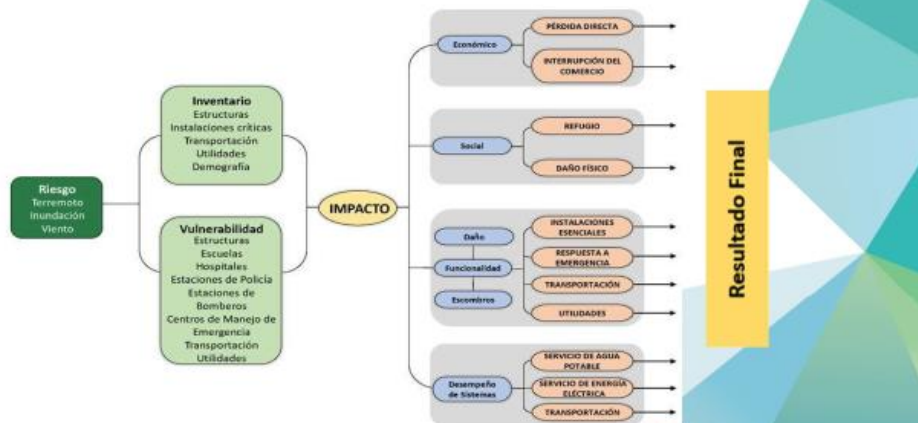 Riesgo
Terremoto
Inundación
Viento
Inventario
Estructuras
Instalaciones críticas
Transportación
Utilidades
Demografía
Vulnerabilidad
Estructuras
Escuelas
Hospitales
Estaciones de Policía
Estaciones de
Bomberos
Centros de Manejo de
Emergencia
Transportación
Utilidades
IMPACTO
Económico
PÉRDIDA DIRECTA
INTERRUPCIÓN DEL
COMERCIO
Social
REFUGIO
DAÑO FÍSICO
Daño
Funcionalidad
Escombros
INSTALACIONES
ESENCIALES
RESPUESTA A
EMERGENCIA
TRANSPORTACIÓN
UTILIDADES
Desempeño
de Sistemas
SERVICIO DE AGUA
POTABLE
SERVICIO DE ENERGÍA
ELÉCTRICA
TRANSPORTACIÓN
Resultado Final